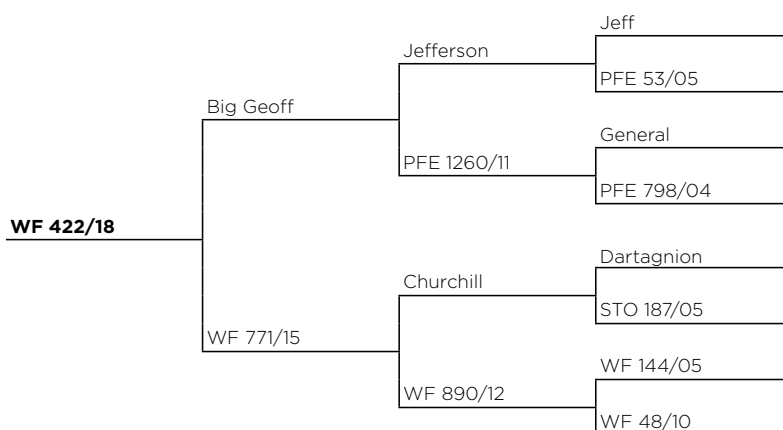 Jeff
Jefferson
PFE 53/05
Big Geoff
General
PFE 1260/11
PFE 798/04
WF 422/18
Dartagnion
Churchill
STO 187/05
WF 771/15
WF 144/05
WF 890/12
WF 48/10